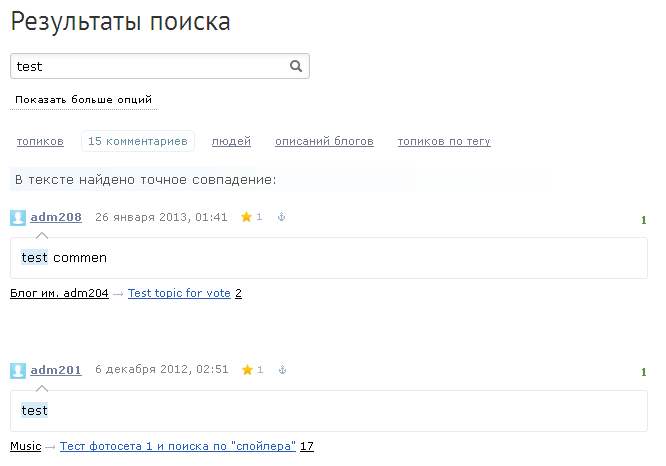 Результаты поиска
test
Показать больше опций
топиков 15 комментариев людей описаний блогов топиков по тегу
В тексте найдено точное совпадение:
adm208 26 января 2013, 01:41 1 1
test commen
Блог им. adm204 → Test topic for vote 2
adm201 6 декабря 2012, 02:51 1 1
test
Music → Тест фотосета 1 и поиска по "спойлера" 17